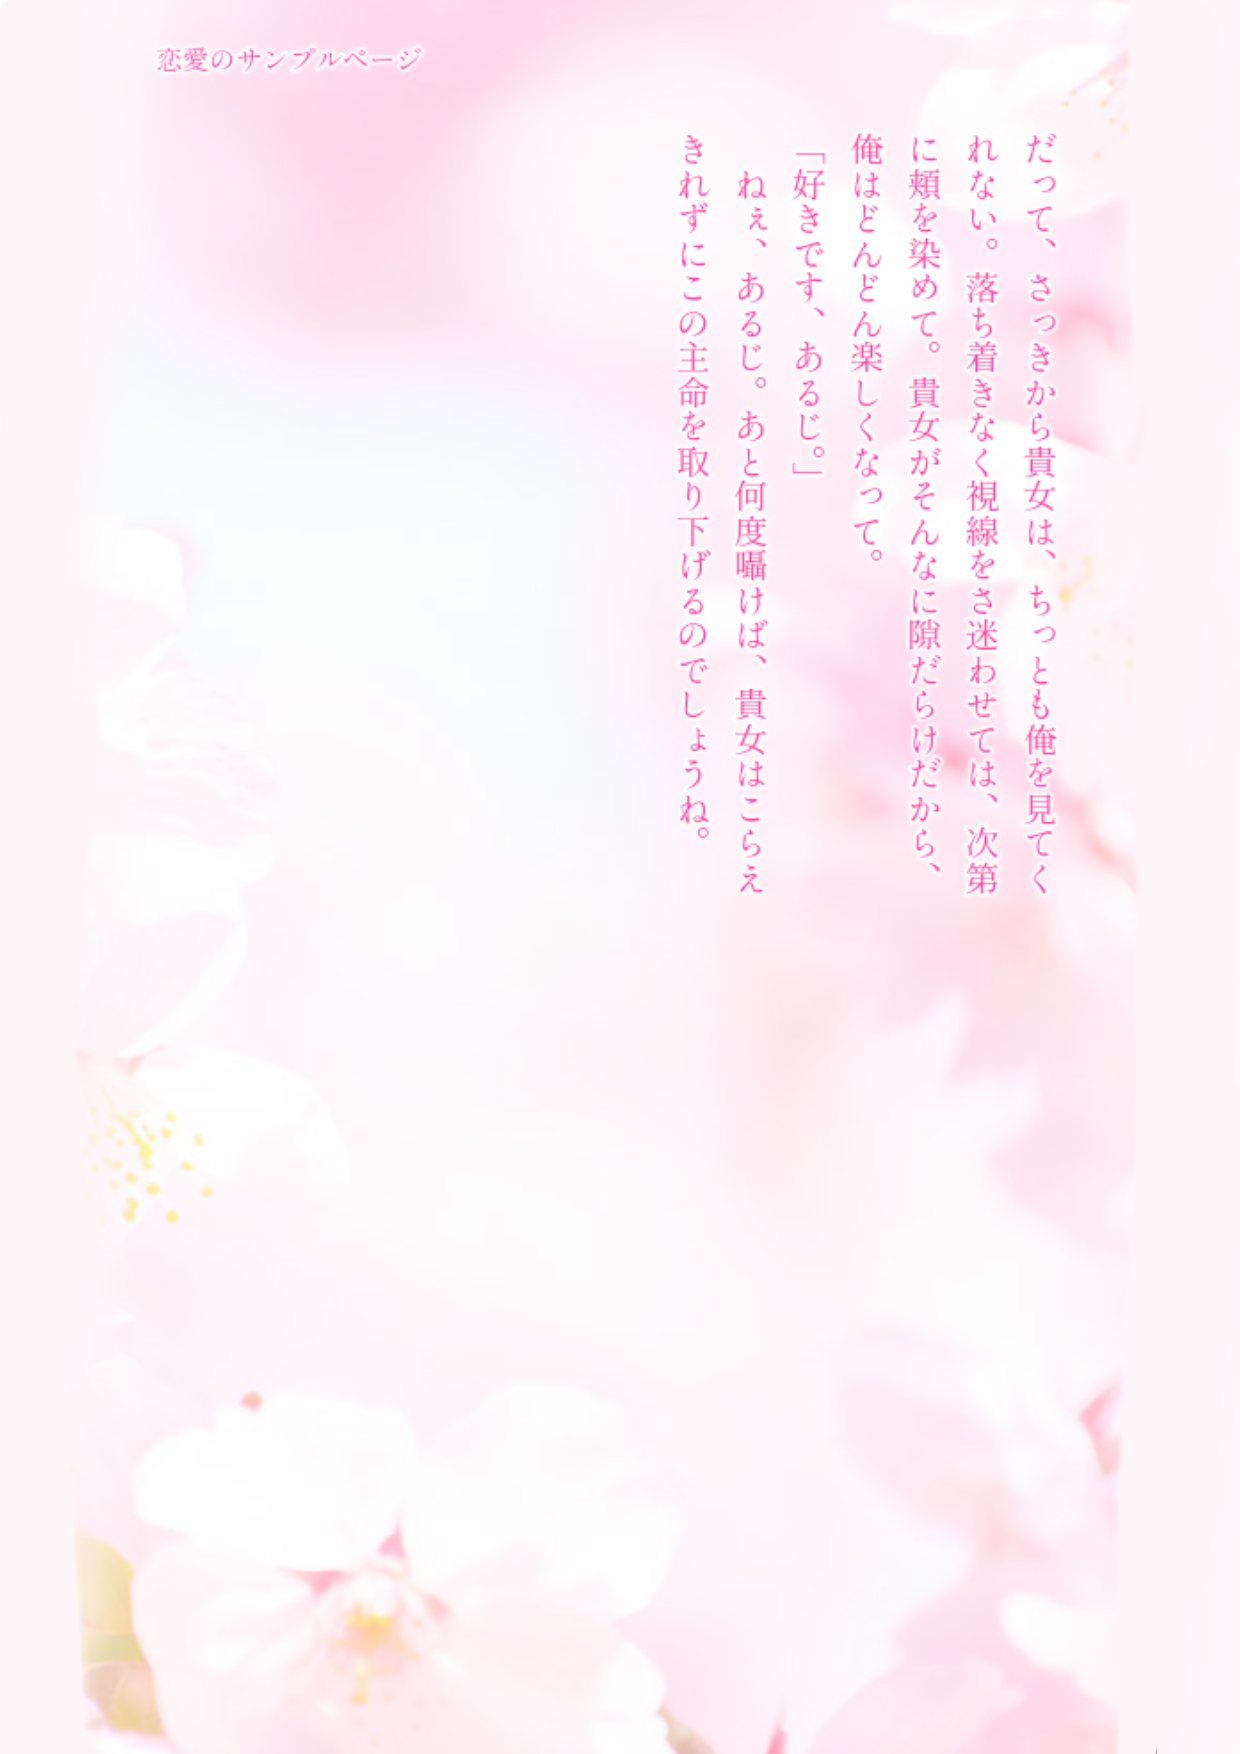 恋愛のサンプルページ
だって、さっきから貴女は、ちっとも俺を見てく
れない。落ち着きなく視線をさ迷わせては、次第
に頬を染めて。貴女がそんなに隙だらけだから、
俺はどんどん楽しくなって。
「好きです、あるじ。」
　ねぇ、あるじ。あと何度囁けば、貴女はこらえ
きれずにこの主命を取り下げるのでしょうね。